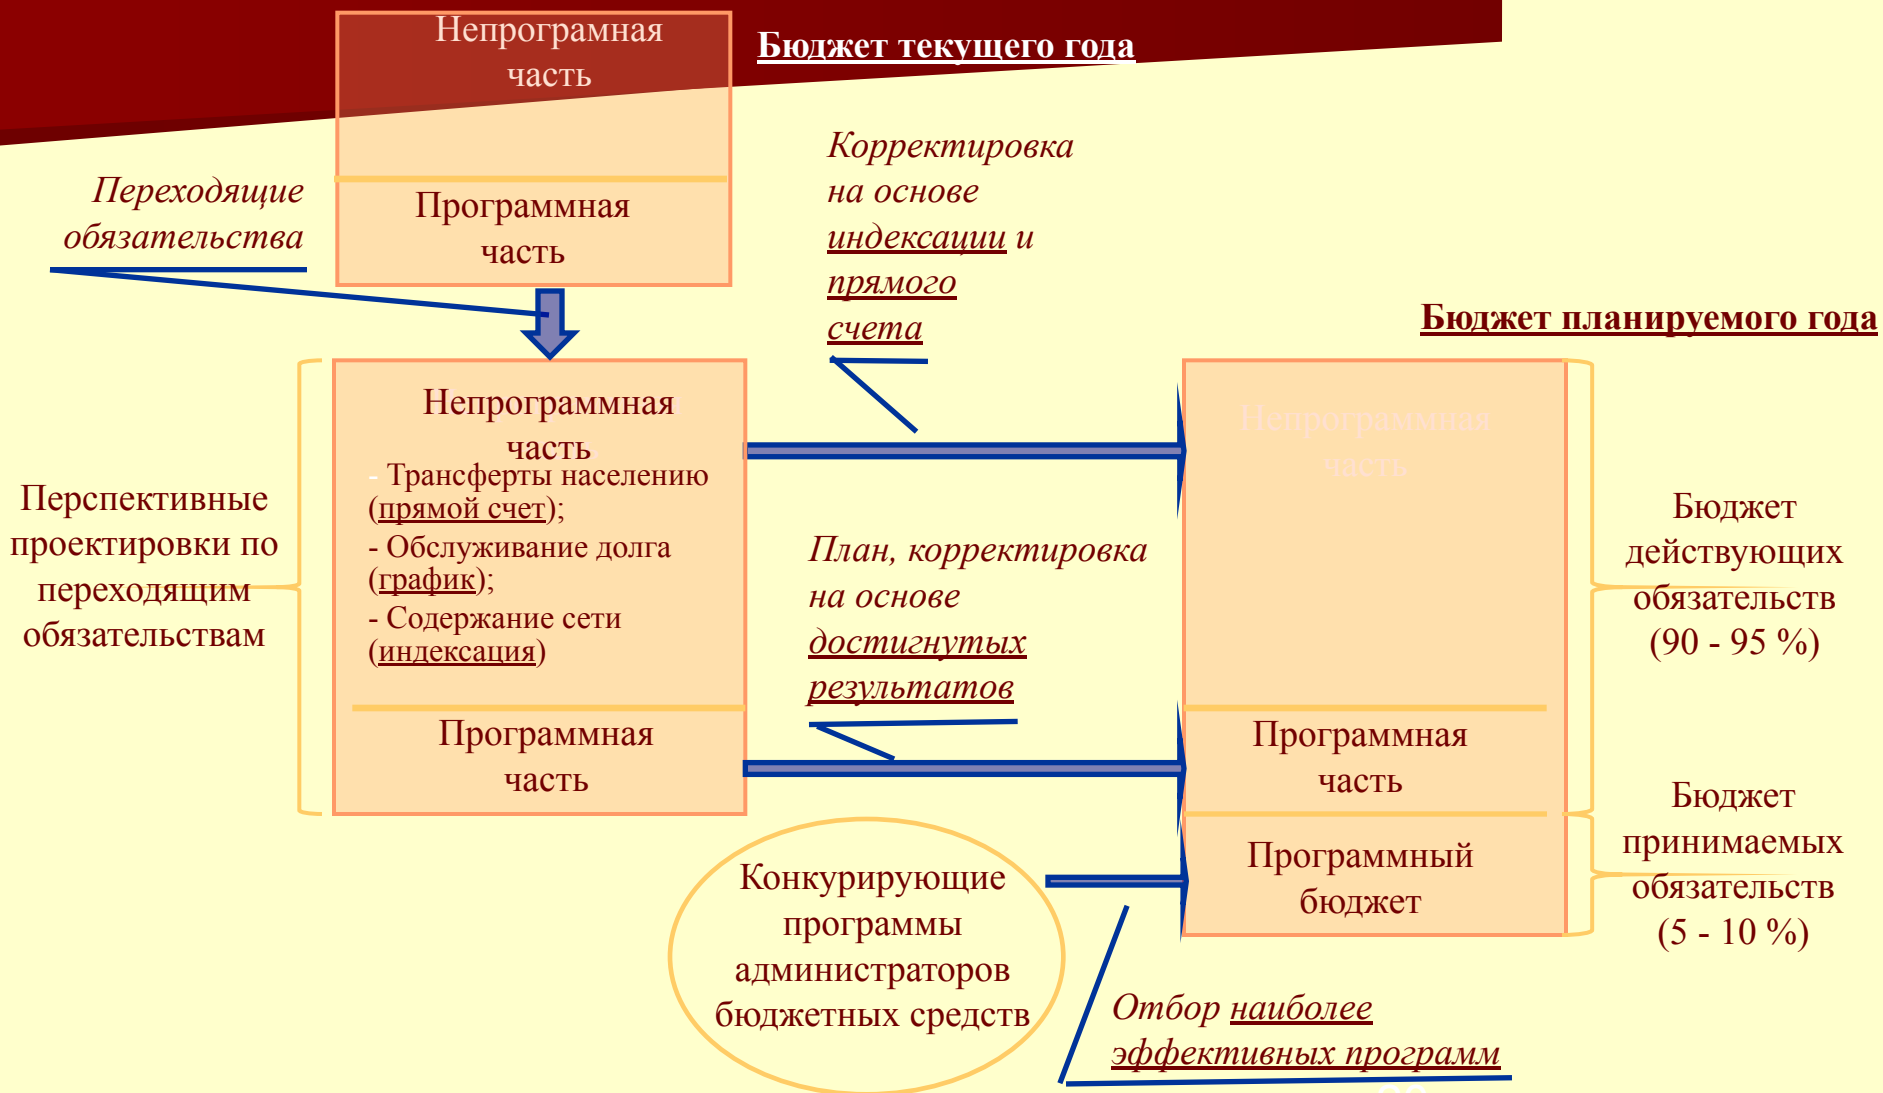 Непрограмная
часть
Бюджет текущего года
Программная
часть
Переходящие
обязательства
Корректировка
на основе
индексации и
прямого
счета
Бюджет планируемого года
Перспективные
проектировки по
переходящим
обязательствам
Непрограммная
часть
- Трансферты населению
(прямой счет);
- Обслуживание долга
(график);
- Содержание сети
(индексация)
Программная
часть
План, корректировка
на основе
достигнутых
результатов
Непрограммная
часть
Программная
часть
Программный
бюджет
Бюджет
действующих
обязательств
(90 - 95 %)
Бюджет
принимаемых
обязательств
(5 - 10 %)
Конкурирующие
программы
администраторов
бюджетных средств
Отбор наиболее
эффективных программ